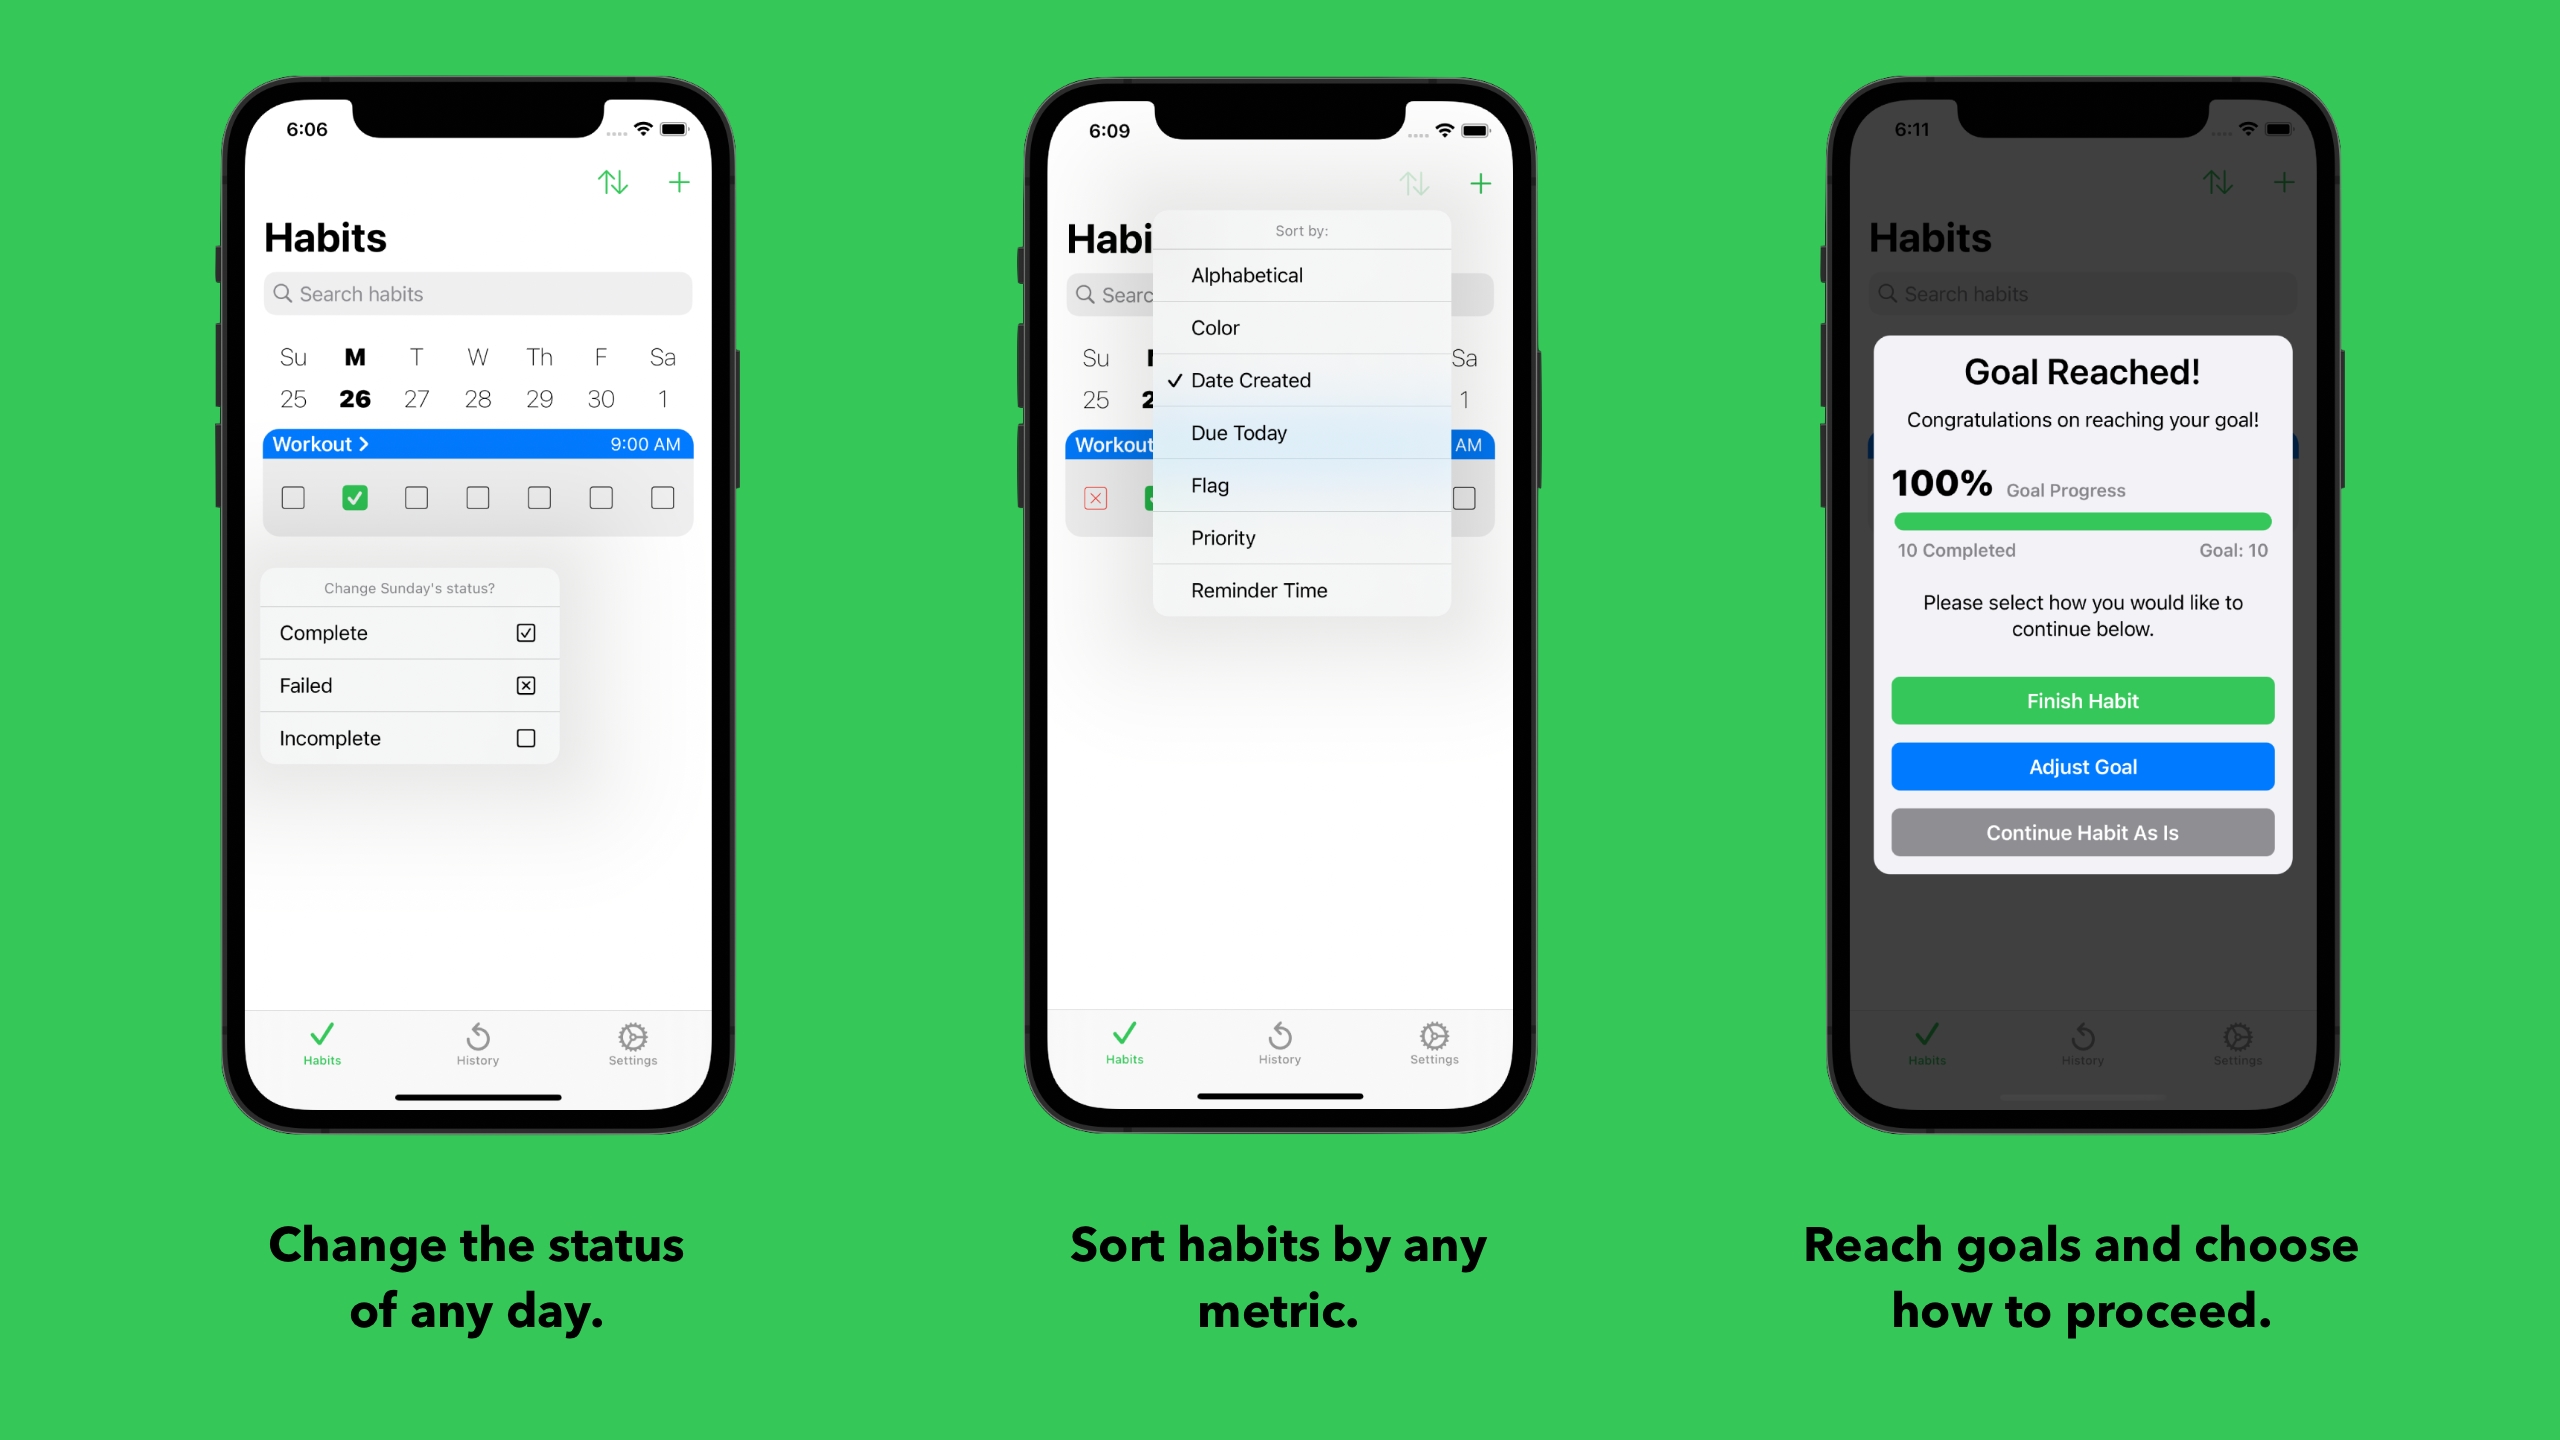 6:06
Habits
Search habits
Su M T W Th F Sa
25 26 27 28 29 30 1
Workout 9:00 AM
Change Sunday's status?
Complete
Failed
Incomplete
Habits History Settings
Change the status
of any day.
6:09
Habi
Searc
Sort by:
Alphabetical
Color
Date Created
Due Today
Flag
Priority
Reminder Time
Su Sa
25 2 1
Workout AM
Habits History Settings
Sort habits by any
metric.
6:11
Habits
Search habits
Goal Reached!
Congratulations on reaching your goal!
100% Goal Progress
10 Completed Goal: 10
Please select how you would like to
continue below.
Finish Habit
Adjust Goal
Continue Habit As Is
Habits History Settings
Reach goals and choose
how to proceed.